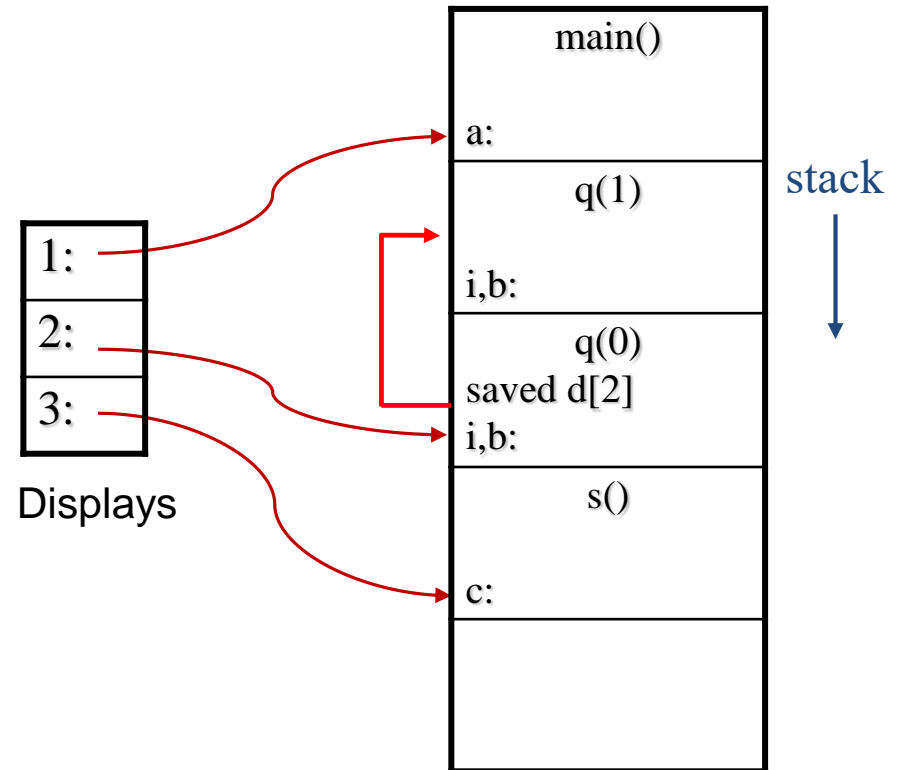 main()
a:
q(1)
i,b:
q(0)
saved d[2]
i,b:
s()
c:
stack
1:
2:
3:
Displays